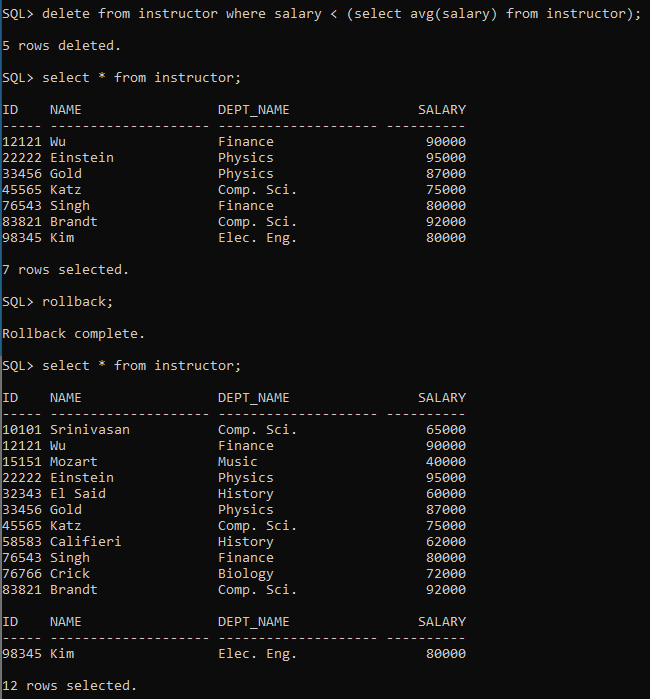 SQL> delete from instructor where salary < (select avg(salary) from instructor);
5 rows deleted.
SQL> select * from instructor;
ID    NAME                 DEPT_NAME                SALARY
----- -------------------- -------------------- ----------
12121 Wu                   Finance                   90000
22222 Einstein             Physics                   95000
33456 Gold                 Physics                   87000
45565 Katz                 Comp. Sci.                75000
76543 Singh                Finance                   80000
83821 Brandt               Comp. Sci.                92000
98345 Kim                  Elec. Eng.                80000
7 rows selected.
SQL> rollback;
Rollback complete.
SQL> select * from instructor;
ID    NAME                 DEPT_NAME                SALARY
----- -------------------- -------------------- ----------
10101 Srinivasan           Comp. Sci.                65000
12121 Wu                   Finance                   90000
15151 Mozart               Music                     40000
22222 Einstein             Physics                   95000
32343 El Said              History                   60000
33456 Gold                 Physics                   87000
45565 Katz                 Comp. Sci.                75000
58583 Califieri            History                   62000
76543 Singh                Finance                   80000
76766 Crick                Biology                   72000
83821 Brandt               Comp. Sci.                92000
ID    NAME                 DEPT_NAME                SALARY
----- -------------------- -------------------- ----------
98345 Kim                  Elec. Eng.                80000
12 rows selected.